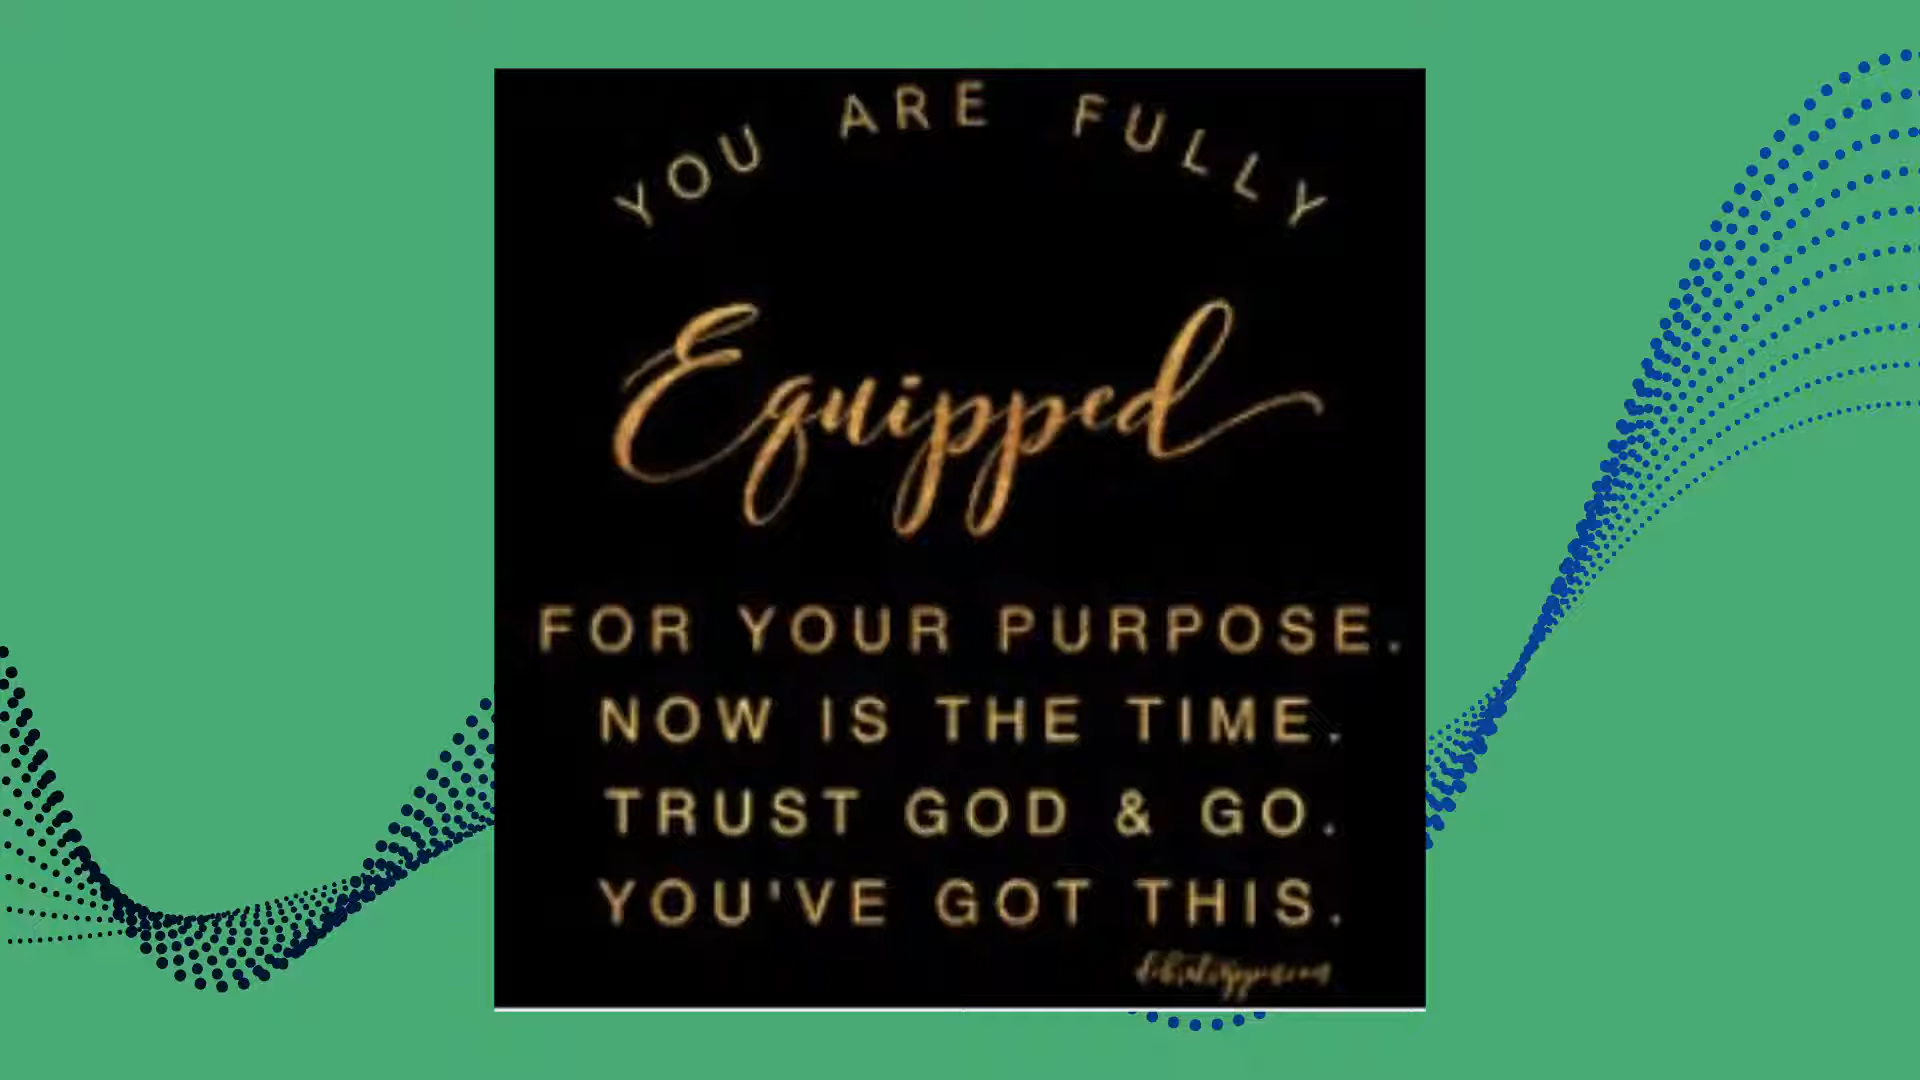 YOU ARE FULLY
Equipped
FOR YOUR PURPOSE.
NOW IS THE TIME.
TRUST GOD & GO.
YOU'VE GOT THIS.